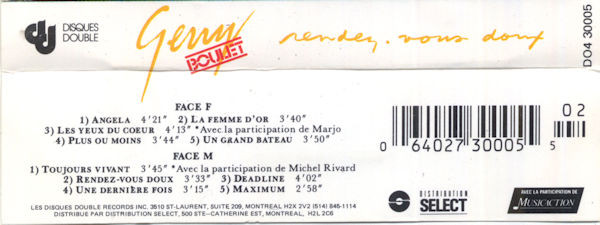 DISQUES
DOUBLE
Gerry
BOULET
rendez-vous doux
DO4 30005
FACE F
1) ANGELA 4'21" 2) LA FEMME D'OR 3'40"
3) LES YEUX DU COEUR 4'13" *Avec la participation de Marjo
4) PLUS OU MOINS 3'44" 5) UN GRAND BATEAU 3'50"
FACE M
1) TOUJOURS VIVANT 3'45" *Avec la participation de Michel Rivard
2) RENDEZ-VOUS DOUX 3'33" 3) DEADLINE 4'02"
4) UNE DERNIÈRE FOIS 3'15" 5) MAXIMUM 2'58"
LES DISQUES DOUBLE RECORDS INC. 3510 ST-LAURENT, SUITE 209, MONTREAL H2X 2V2 (514) 845-1114
DISTRIBUE PAR DISTRIBUTION SELECT, 500 STE-CATHERINE EST, MONTREAL, H2L 2C6
02
0 64027 30005 5
DISTRIBUTION
SELECT
AVEC LA PARTICIPATION DE
MUSICACTION